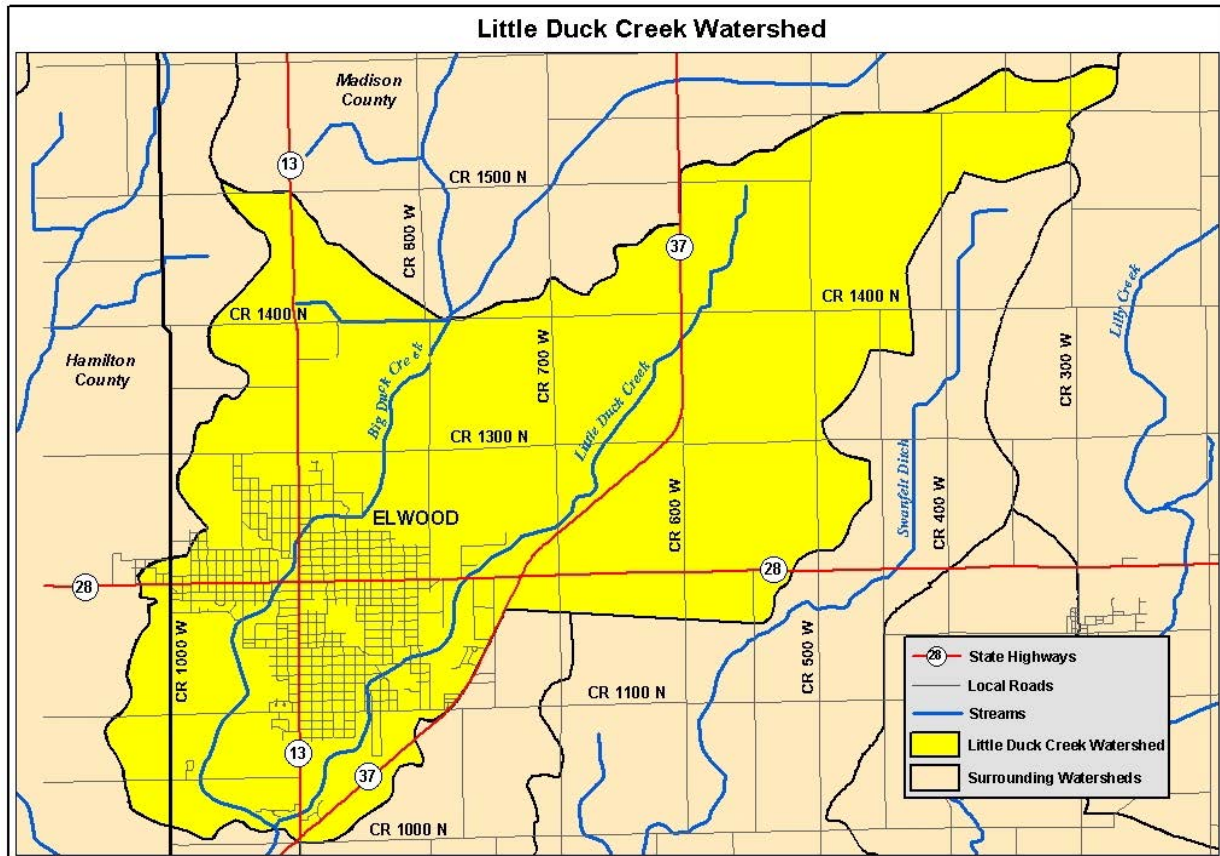 Little Duck Creek Watershed
Madison
County
13
CR 1500 N
CR 800 W
37
CR 1400 N
CR 1400 N
Lilly Creek
Hamilton
County
Big Duck Creek
CR 700 W
Little Duck Creek
CR 300 W
CR 1300 N
Swanfelt Ditch
CR 400 W
ELWOOD
CR 600 W
28
28
CR 1000 W
CR 500 W
CR 1100 N
13
37
CR 1000 N
28
State Highways
Local Roads
Streams
Little Duck Creek Watershed
Surrounding Watersheds